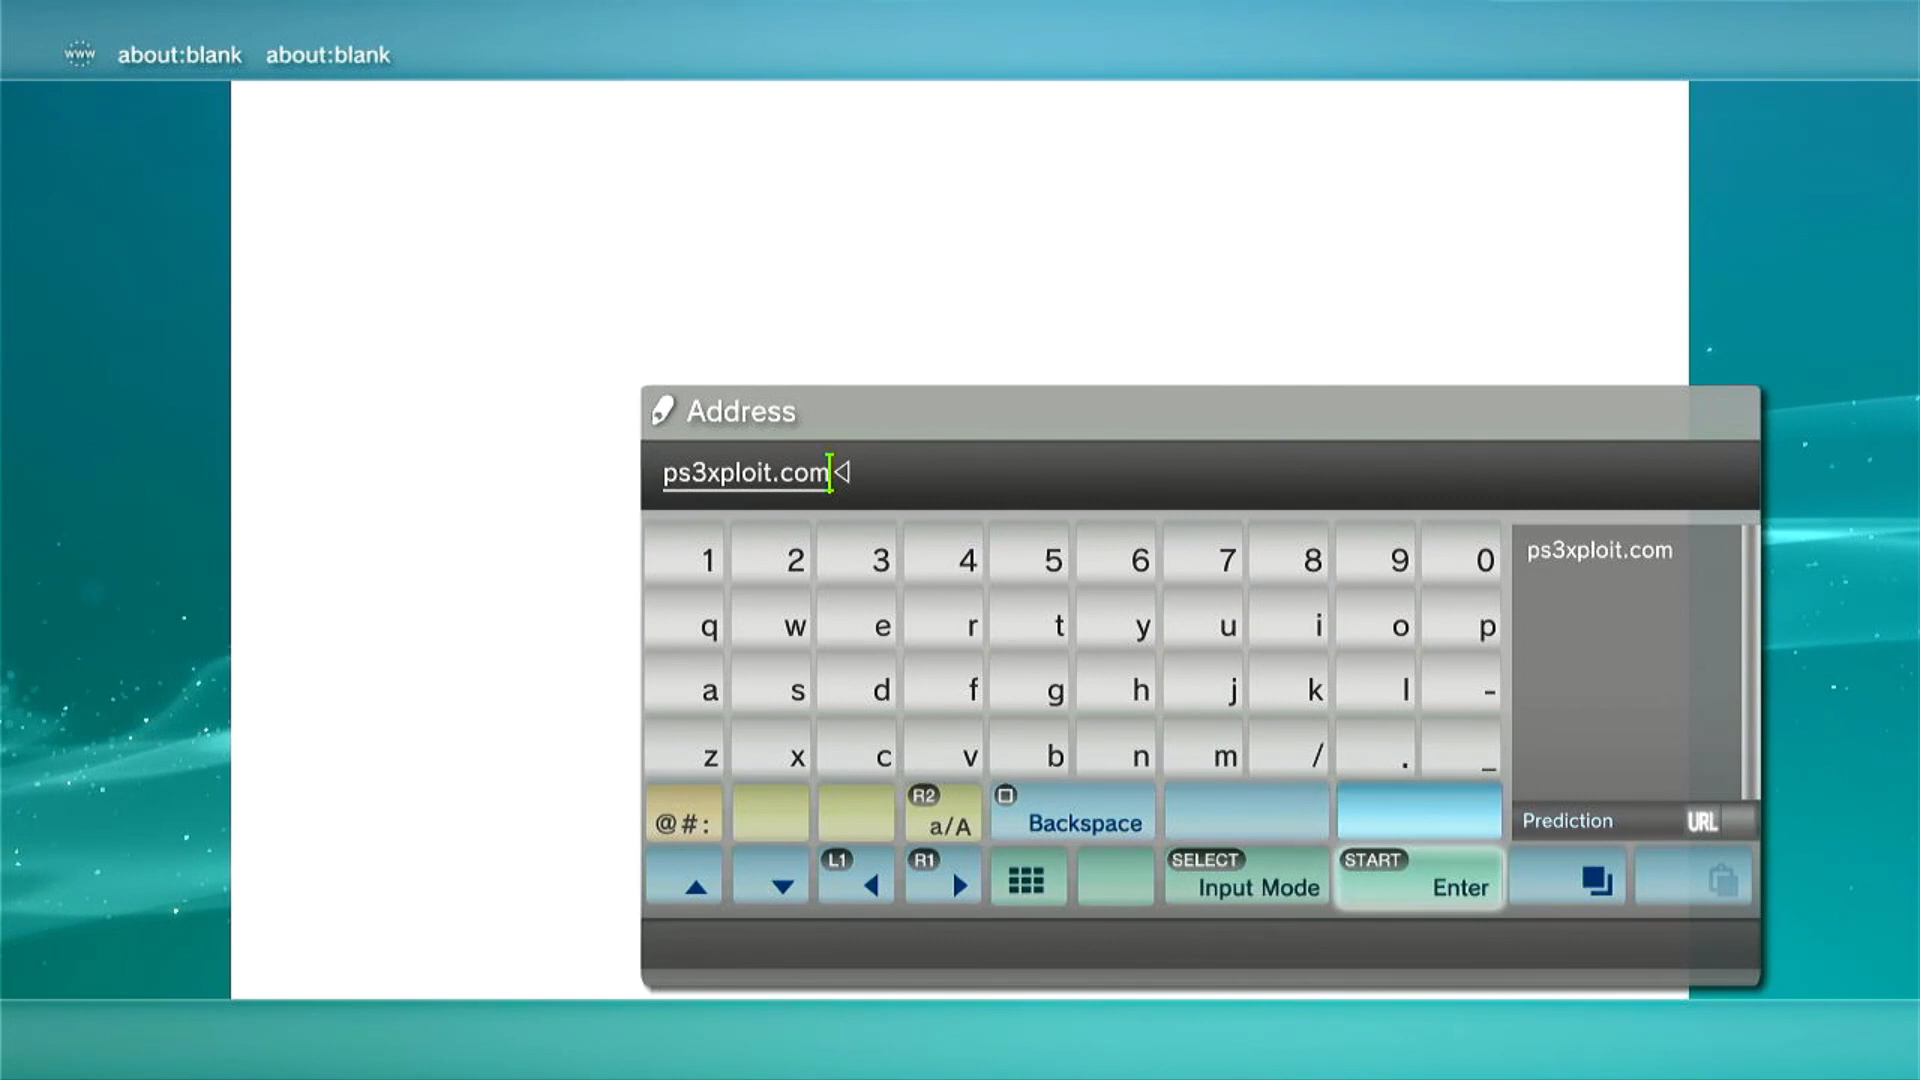 www about:blank about:blank
Address
ps3xploit.com
1 2 3 4 5 6 7 8 9 0
ps3xploit.com
q w e r t y u i o p
a s d f g h j k l -
z x c v b n m / . _
@#: R2 a/A Backspace
Prediction URL
L1 R1 SELECT Input Mode START Enter